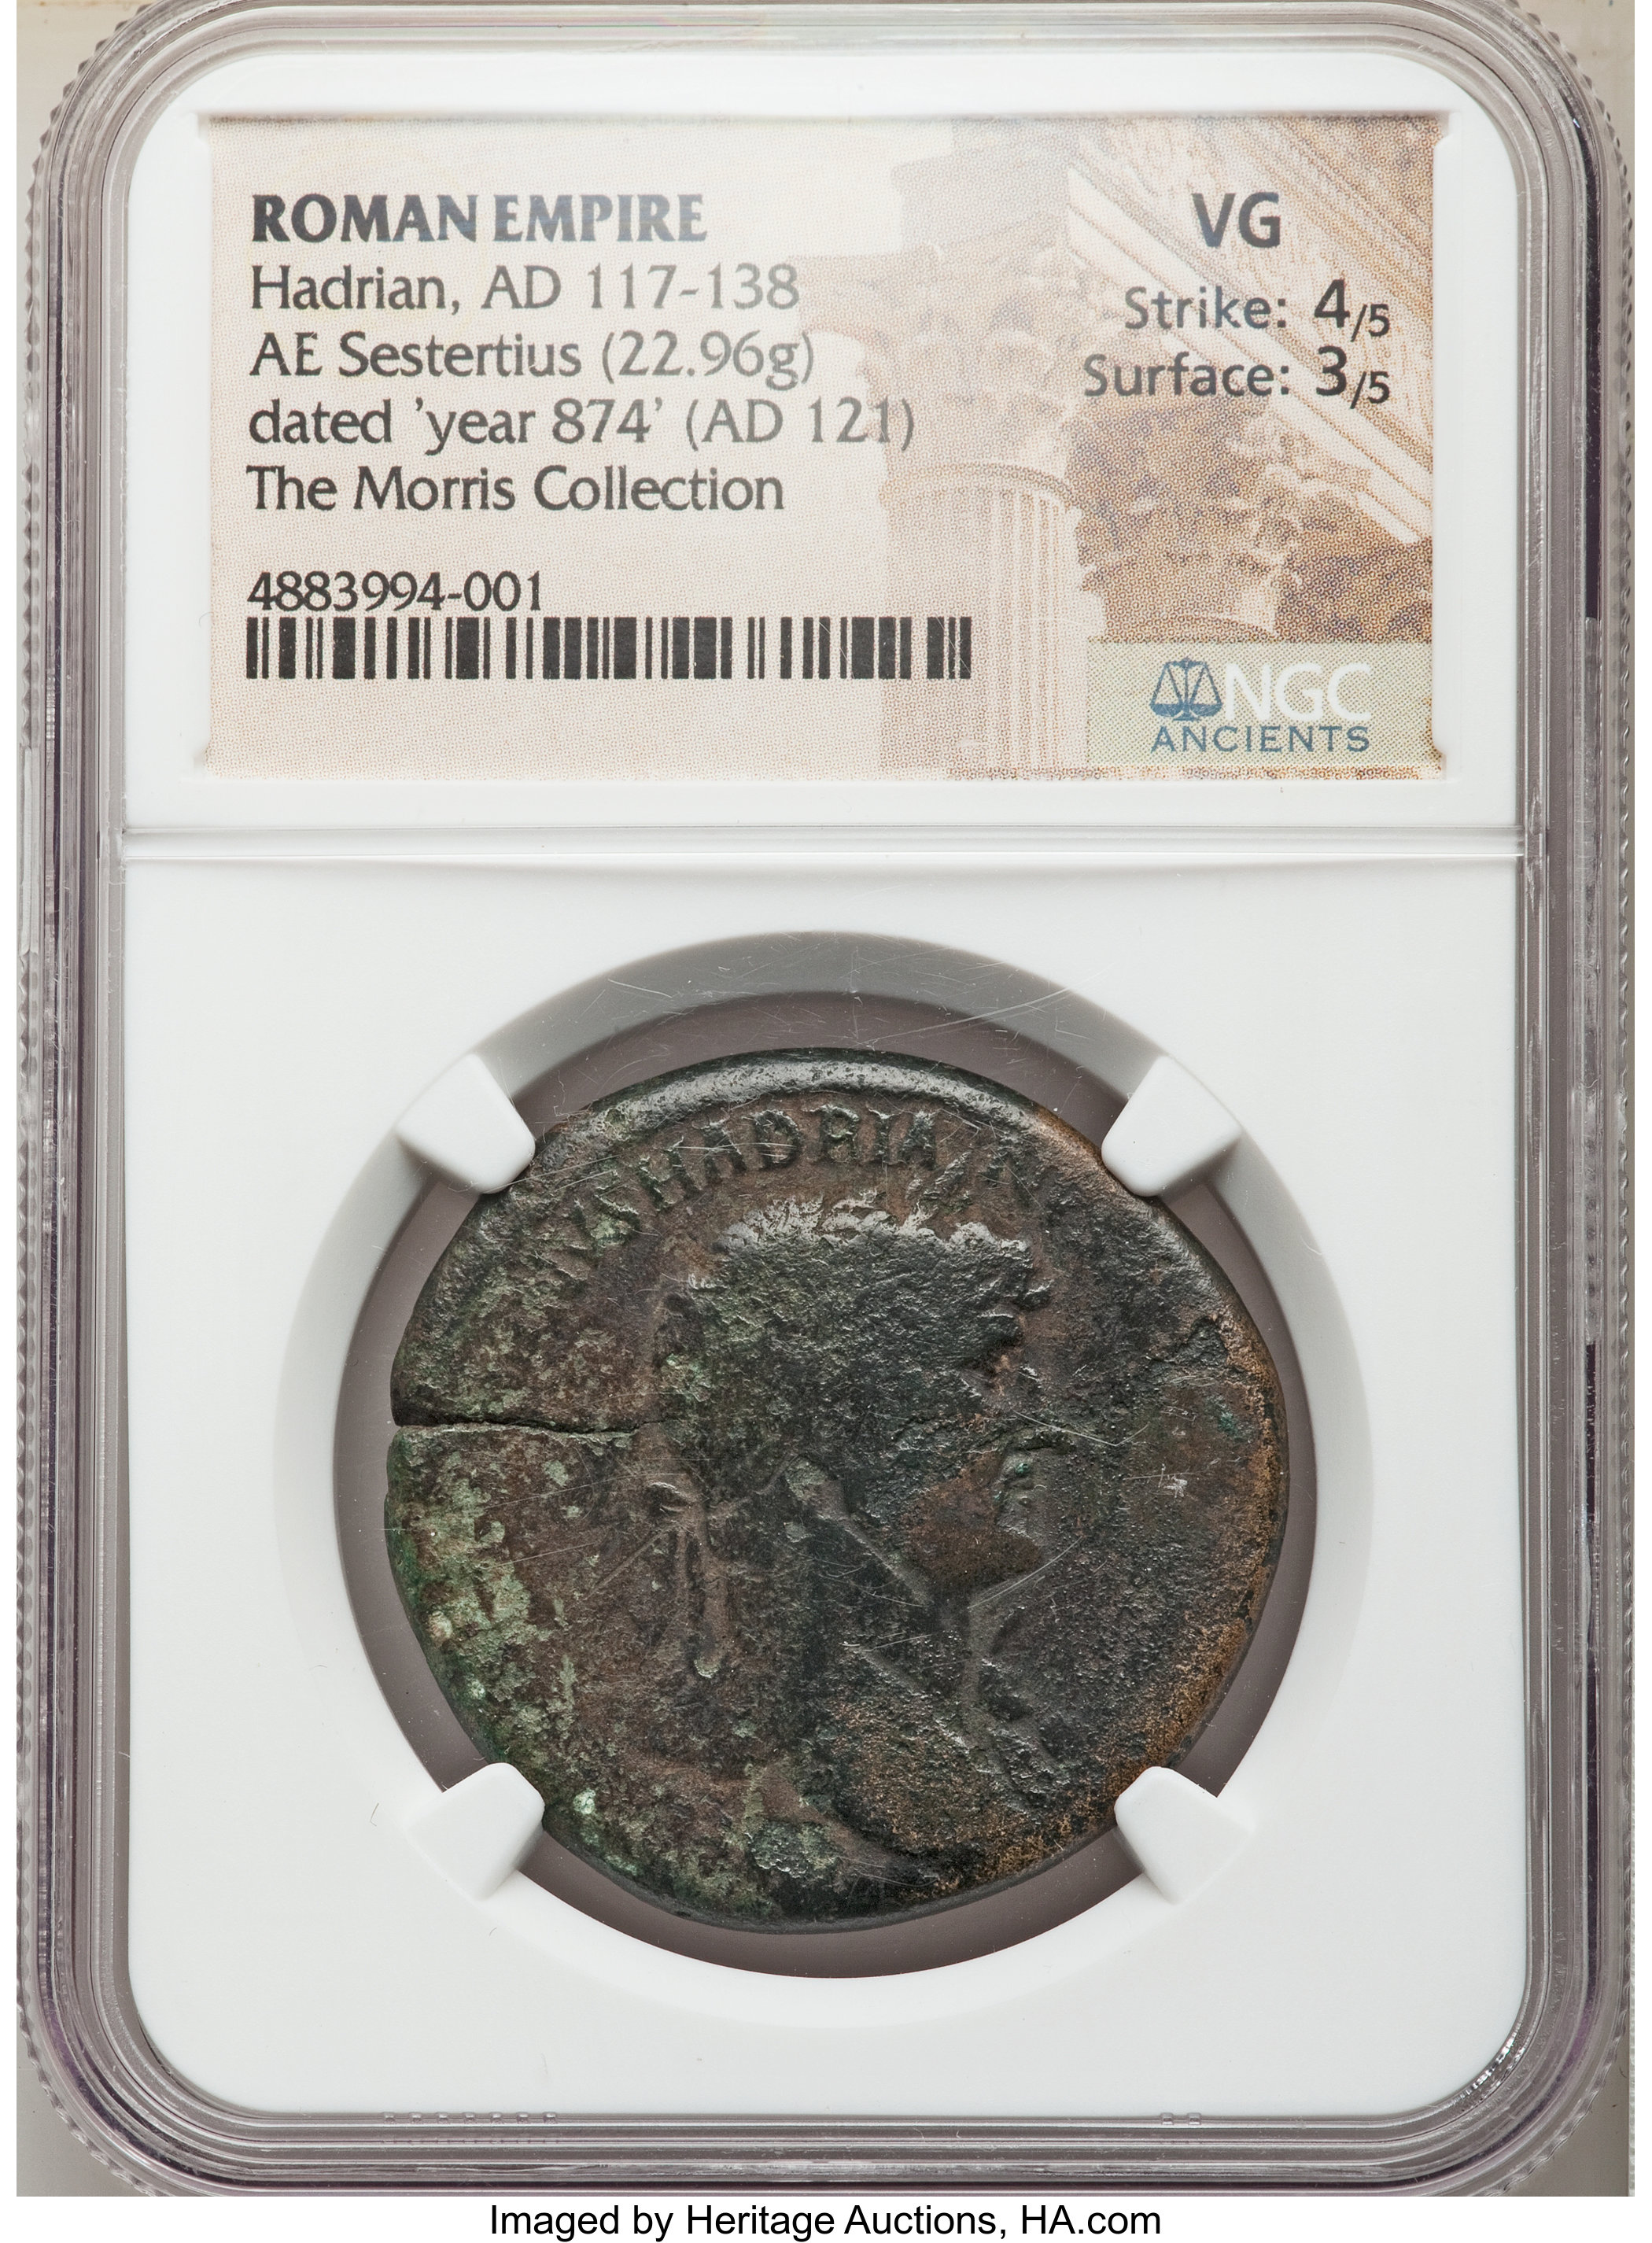 ROMAN EMPIRE
Hadrian, AD 117-138
AE Sestertius (22.96g)
dated 'year 874' (AD 121)
The Morris Collection
4883994-001
VG
Strike: 4/5
Surface: 3/5
NGC
ANCIENTS
HADRIA
Imaged by Heritage Auctions, HA.com